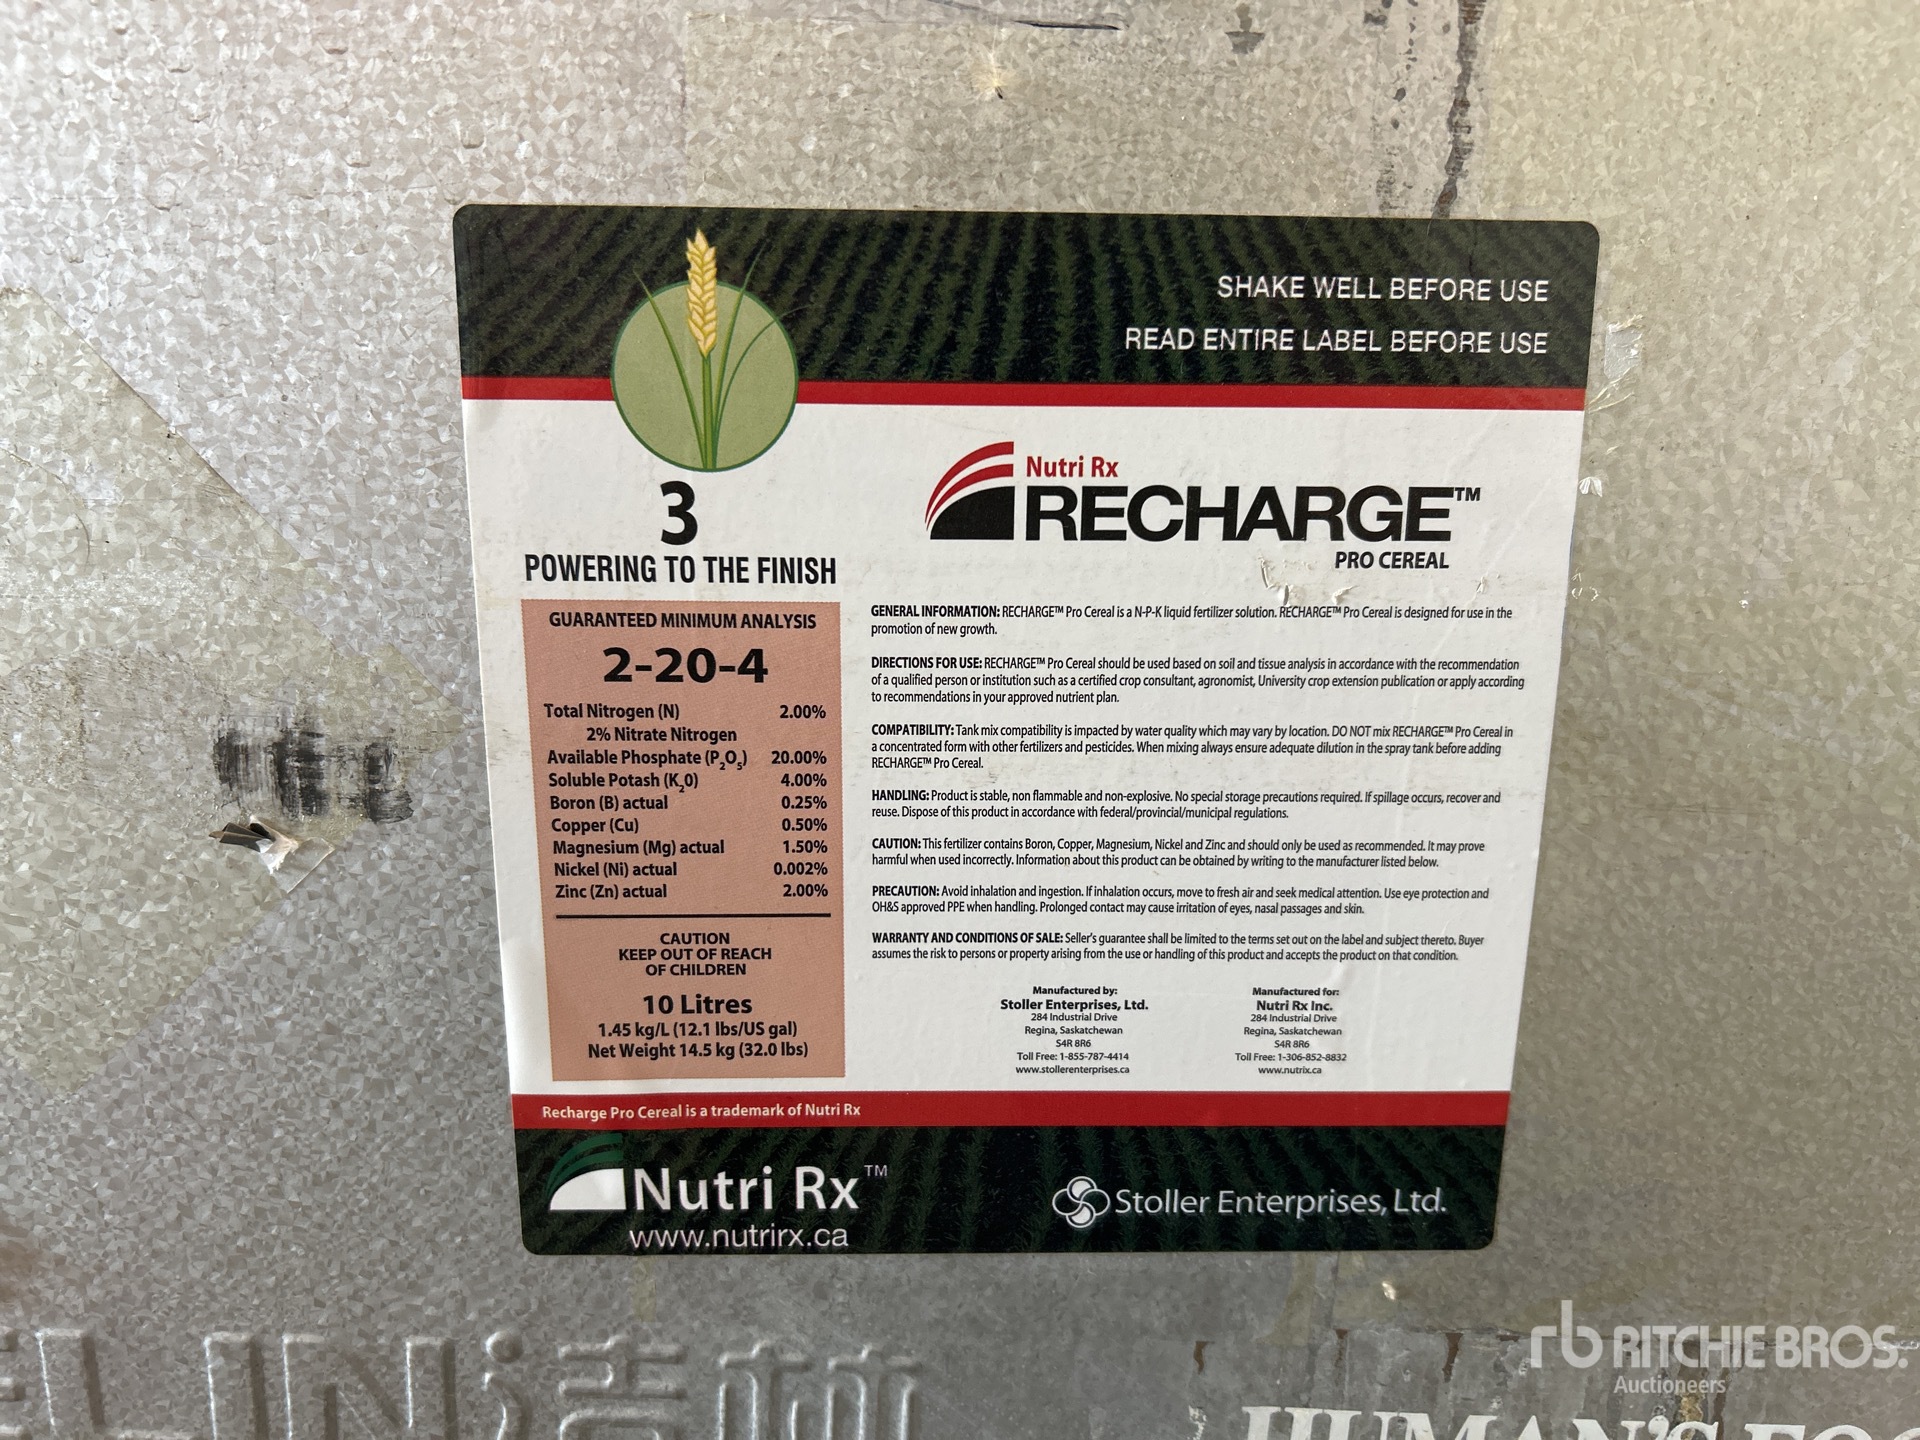 SHAKE WELL BEFORE USE
READ ENTIRE LABEL BEFORE USE
3
POWERING TO THE FINISH
GUARANTEED MINIMUM ANALYSIS
2-20-4
Total Nitrogen (N) 2.00%
2% Nitrate Nitrogen
Available Phosphate (P2O5) 20.00%
Soluble Potash (K20) 4.00%
Boron (B) actual 0.25%
Copper (Cu) 0.50%
Magnesium (Mg) actual 1.50%
Nickel (Ni) actual 0.002%
Zinc (Zn) actual 2.00%
CAUTION
KEEP OUT OF REACH
OF CHILDREN
10 Litres
1.45 kg/L (12.1 lbs/US gal)
Net Weight 14.5 kg (32.0 lbs)
Nutri Rx
RECHARGE™
PRO CEREAL
GENERAL INFORMATION: RECHARGE™ Pro Cereal is a N-P-K liquid fertilizer solution. RECHARGE™ Pro Cereal is designed for use in the
promotion of new growth.
DIRECTIONS FOR USE: RECHARGE™ Pro Cereal should be used based on soil and tissue analysis in accordance with the recommendation
of a qualified person or institution such as a certified crop consultant, agronomist, University crop extension publication or apply according
to recommendations in your approved nutrient plan.
COMPATIBILITY: Tank mix compatibility is impacted by water quality which may vary by location. DO NOT mix RECHARGE™ Pro Cereal in
a concentrated form with other fertilizers and pesticides. When mixing always ensure adequate dilution in the spray tank before adding
RECHARGE™ Pro Cereal.
HANDLING: Product is stable, non flammable and non-explosive. No special storage precautions required. If spillage occurs, recover and
reuse. Dispose of this product in accordance with federal/provincial/municipal regulations.
CAUTION: This fertilizer contains Boron, Copper, Magnesium, Nickel and Zinc and should only be used as recommended. It may prove
harmful when used incorrectly. Information about this product can be obtained by writing to the manufacturer listed below.
PRECAUTION: Avoid inhalation and ingestion. If inhalation occurs, move to fresh air and seek medical attention. Use eye protection and
OH&S approved PPE when handling. Prolonged contact may cause irritation of eyes, nasal passages and skin.
WARRANTY AND CONDITIONS OF SALE: Seller's guarantee shall be limited to the terms set out on the label and subject thereto. Buyer
assumes the risk to persons or property arising from the use or handling of this product and accepts the product on that condition.
Manufactured by:
Stoller Enterprises, Ltd.
284 Industrial Drive
Regina, Saskatchewan
S4R 8R6
Toll Free: 1-855-787-4414
www.stollerenterprises.ca
Manufactured for:
Nutri Rx Inc.
284 Industrial Drive
Regina, Saskatchewan
S4R 8R6
Toll Free: 1-306-852-8832
www.nutrix.ca
Recharge Pro Cereal is a trademark of Nutri Rx
Nutri Rx™
www.nutrirx.ca
Stoller Enterprises, Ltd.
rb RITCHIE BROS.
Auctioneers
HUMAN'S